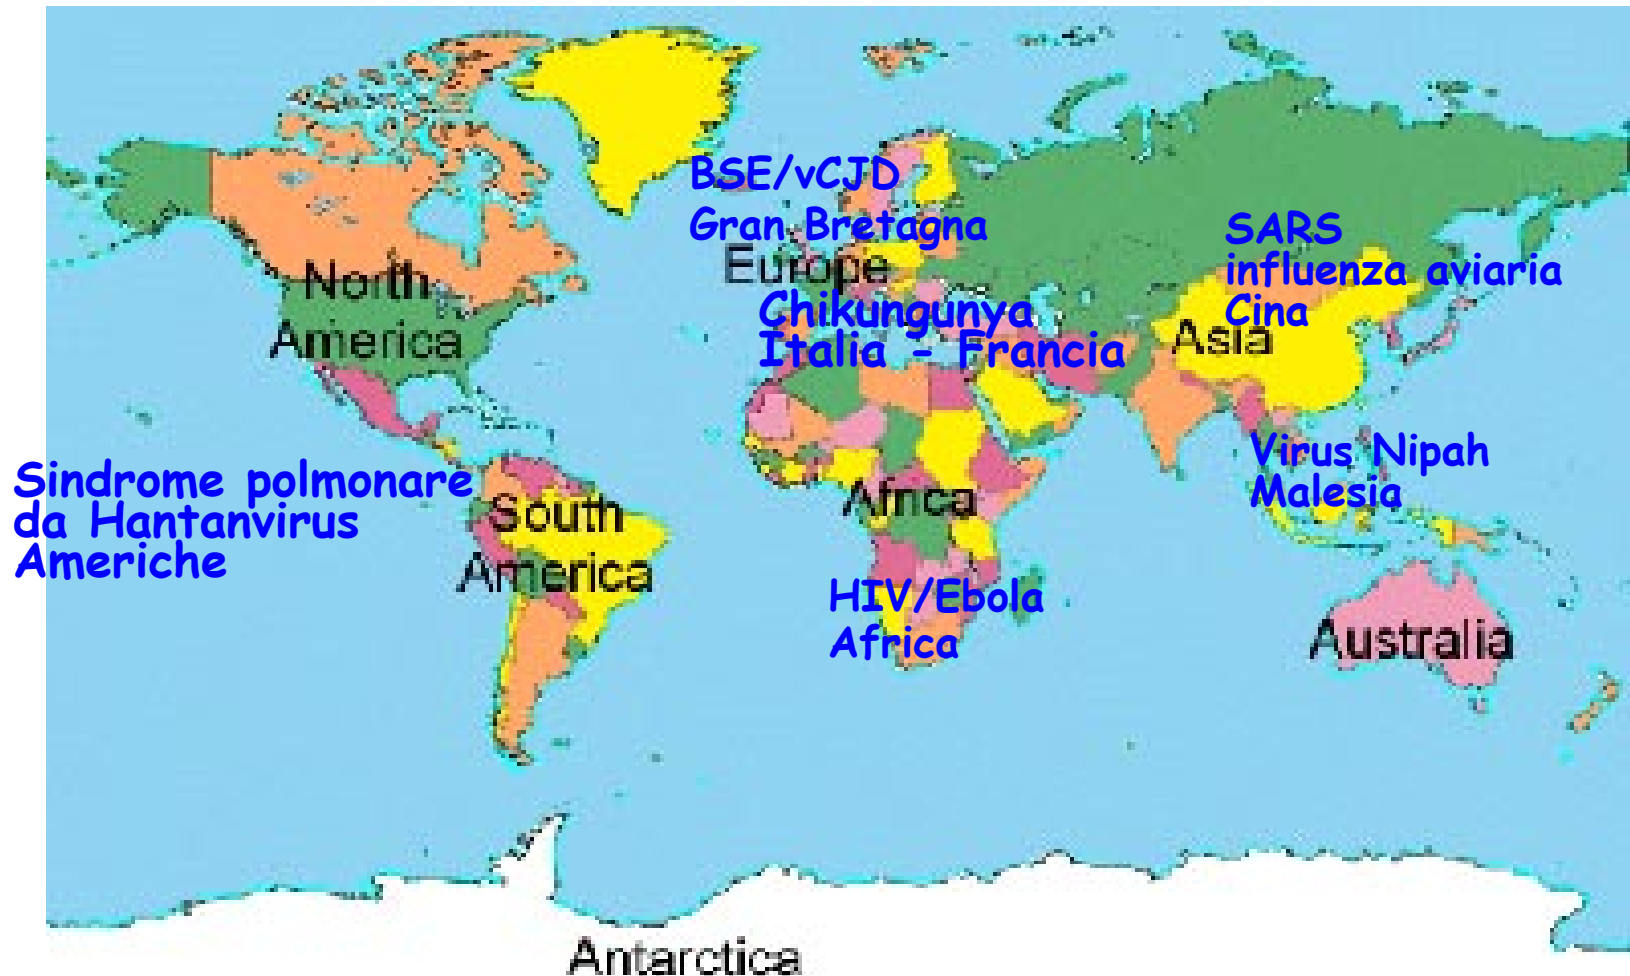 BSE/vCJD
Gran Bretagna
Europe
SARS
influenza aviaria
Cina
Asia
North
America
Chikungunya
Italia - Francia
Virus Nipah
Malesia
Sindrome polmonare
da Hantanvirus
Americhe
South
America
Africa
HIV/Ebola
Africa
Australia
Antarctica